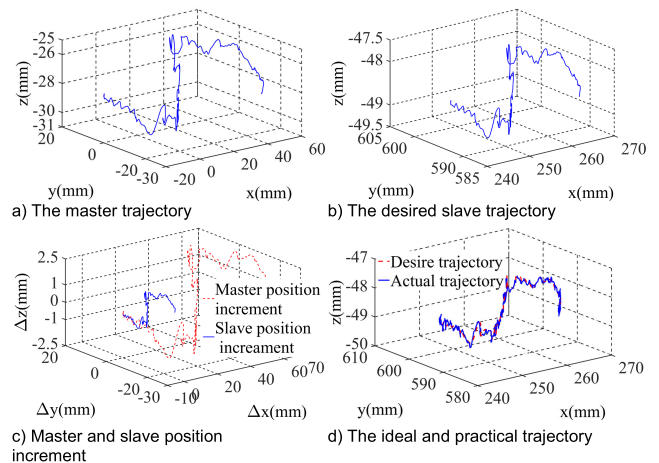 -25
-26
-28
-30
-31
z(mm)
20
0
-20
-30
y(mm)
-20
0
20
40
60
x(mm)
a) The master trajectory
-47.5
-48
-49
-49.5
z(mm)
605
600
590
585
y(mm)
240
250
260
270
x(mm)
b) The desired slave trajectory
2.5
1
0
-1
-2.5
Δz(mm)
20
0
-20
-30
Δy(mm)
-10
0
20
40
60
70
Δx(mm)
Master position
increment
Slave position
increament
c) Master and slave position
increment
-47
-48
-49
-50
z(mm)
610
600
590
580
y(mm)
240
250
260
270
x(mm)
Desire trajectory
Actual trajectory
d) The ideal and practical trajectory